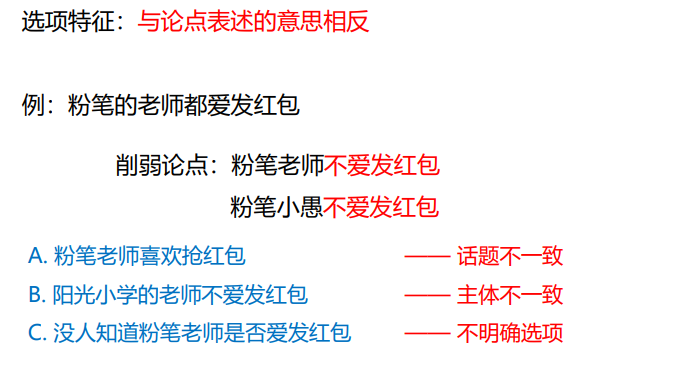 选项特征：与论点表述的意思相反
例：粉笔的老师都爱发红包
削弱论点：粉笔老师不爱发红包
粉笔小愚不爱发红包
A. 粉笔老师喜欢抢红包 —— 话题不一致
B. 阳光小学的老师不爱发红包 —— 主体不一致
C. 没人知道粉笔老师是否爱发红包 —— 不明确选项